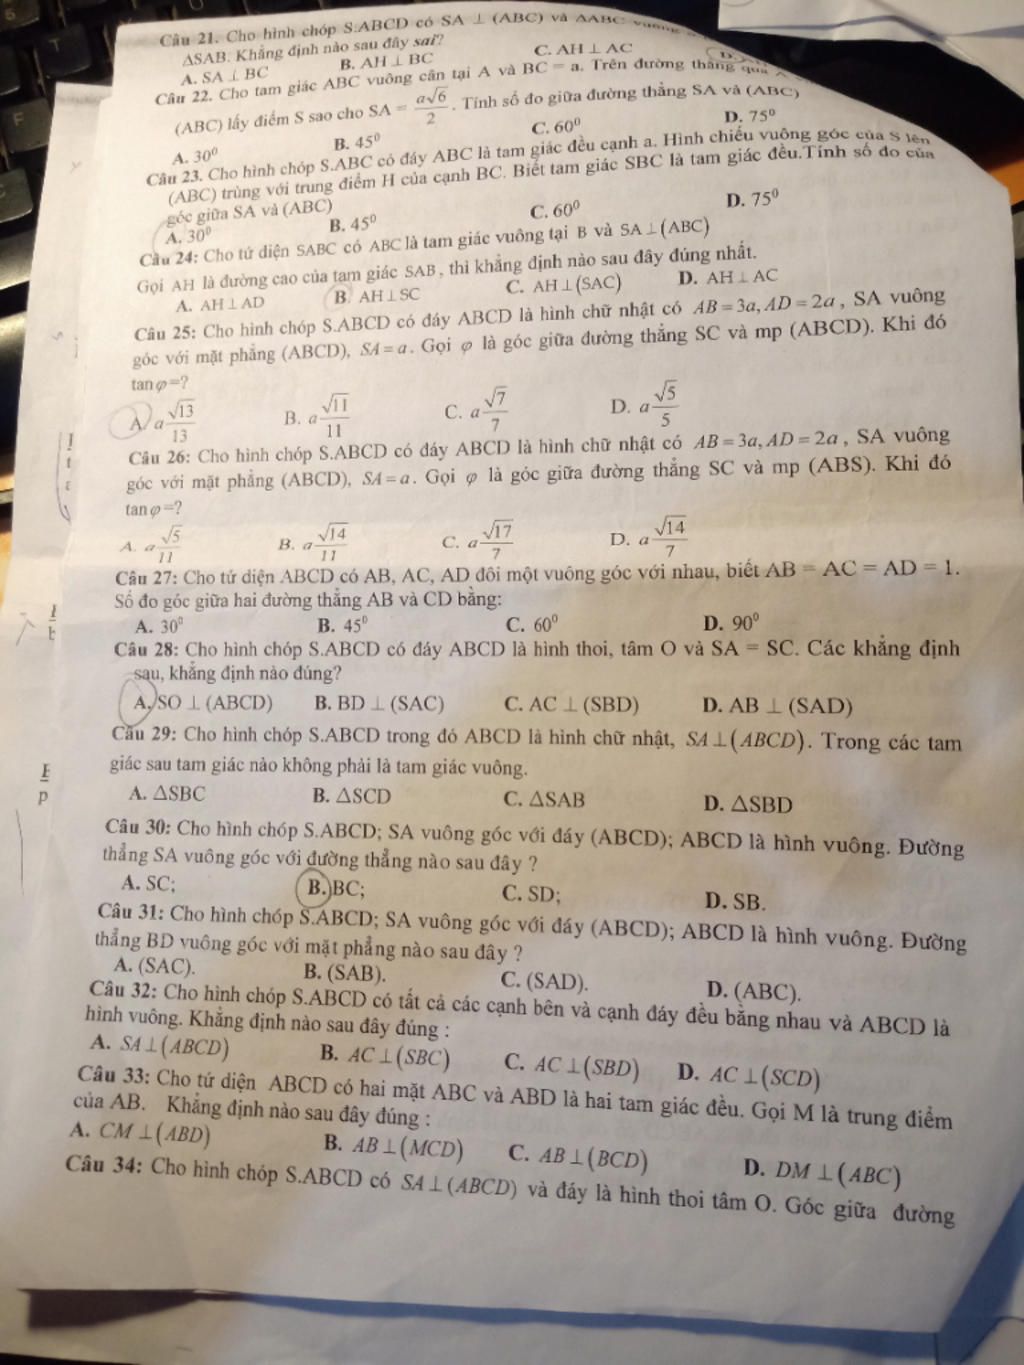 Câu 21. Cho hình chóp S.ABCD có SA ⊥ (ABC) và ΔABC vuông
ΔSAB. Khẳng định nào sau đây sai?
A. SA ⊥ BC B. AH ⊥ BC C. AH ⊥ AC D.
Câu 22. Cho tam giác ABC vuông cân tại A và BC = a. Trên đường thẳng qua A
(ABC) lấy điểm S sao cho SA = a√6/2. Tính số đo giữa đường thẳng SA và (ABC)
A. 30⁰ B. 45⁰ C. 60⁰ D. 75⁰
Câu 23. Cho hình chóp S.ABC có đáy ABC là tam giác đều cạnh a. Hình chiếu vuông góc của S lên
(ABC) trùng với trung điểm H của cạnh BC. Biết tam giác SBC là tam giác đều.Tính số đo của
góc giữa SA và (ABC)
A. 30⁰ B. 45⁰ C. 60⁰ D. 75⁰
Câu 24: Cho tứ diện SABC có ABC là tam giác vuông tại B và SA ⊥ (ABC)
Gọi AH là đường cao của tam giác SAB, thì khẳng định nào sau đây đúng nhất.
A. AH ⊥ AD B. AH ⊥ SC C. AH ⊥ (SAC) D. AH ⊥ AC
Câu 25: Cho hình chóp S.ABCD có đáy ABCD là hình chữ nhật có AB = 3a, AD = 2a, SA vuông
góc với mặt phẳng (ABCD), SA = a. Gọi φ là góc giữa đường thẳng SC và mp (ABCD). Khi đó
tan φ =?
A. a√13/13 B. a√11/11 C. a√7/7 D. a√5/5
Câu 26: Cho hình chóp S.ABCD có đáy ABCD là hình chữ nhật có AB = 3a, AD = 2a, SA vuông
góc với mặt phẳng (ABCD), SA = a. Gọi φ là góc giữa đường thẳng SC và mp (ABS). Khi đó
tan φ =?
A. a√5/11 B. a√14/11 C. a√17/7 D. a√14/7
Câu 27: Cho tứ diện ABCD có AB, AC, AD đôi một vuông góc với nhau, biết AB = AC = AD = 1.
Số đo góc giữa hai đường thẳng AB và CD bằng:
A. 30⁰ B. 45⁰ C. 60⁰ D. 90⁰
Câu 28: Cho hình chóp S.ABCD có đáy ABCD là hình thoi, tâm O và SA = SC. Các khẳng định
sau, khẳng định nào đúng?
A. SO ⊥ (ABCD) B. BD ⊥ (SAC) C. AC ⊥ (SBD) D. AB ⊥ (SAD)
Câu 29: Cho hình chóp S.ABCD trong đó ABCD là hình chữ nhật, SA ⊥ (ABCD). Trong các tam
giác sau tam giác nào không phải là tam giác vuông.
A. △SBC B. △SCD C. △SAB D. △SBD
Câu 30: Cho hình chóp S.ABCD; SA vuông góc với đáy (ABCD); ABCD là hình vuông. Đường
thẳng SA vuông góc với đường thẳng nào sau đây ?
A. SC; B. BC; C. SD; D. SB.
Câu 31: Cho hình chóp S.ABCD; SA vuông góc với đáy (ABCD); ABCD là hình vuông. Đường
thẳng BD vuông góc với mặt phẳng nào sau đây ?
A. (SAC). B. (SAB). C. (SAD). D. (ABC).
Câu 32: Cho hình chóp S.ABCD có tất cả các cạnh bên và cạnh đáy đều bằng nhau và ABCD là
hình vuông. Khẳng định nào sau đây đúng :
A. SA ⊥ (ABCD) B. AC ⊥ (SBC) C. AC ⊥ (SBD) D. AC ⊥ (SCD)
Câu 33: Cho tứ diện ABCD có hai mặt ABC và ABD là hai tam giác đều. Gọi M là trung điểm
của AB. Khẳng định nào sau đây đúng :
A. CM ⊥ (ABD) B. AB ⊥ (MCD) C. AB ⊥ (BCD) D. DM ⊥ (ABC)
Câu 34: Cho hình chóp S.ABCD có SA ⊥ (ABCD) và đáy là hình thoi tâm O. Góc giữa đường